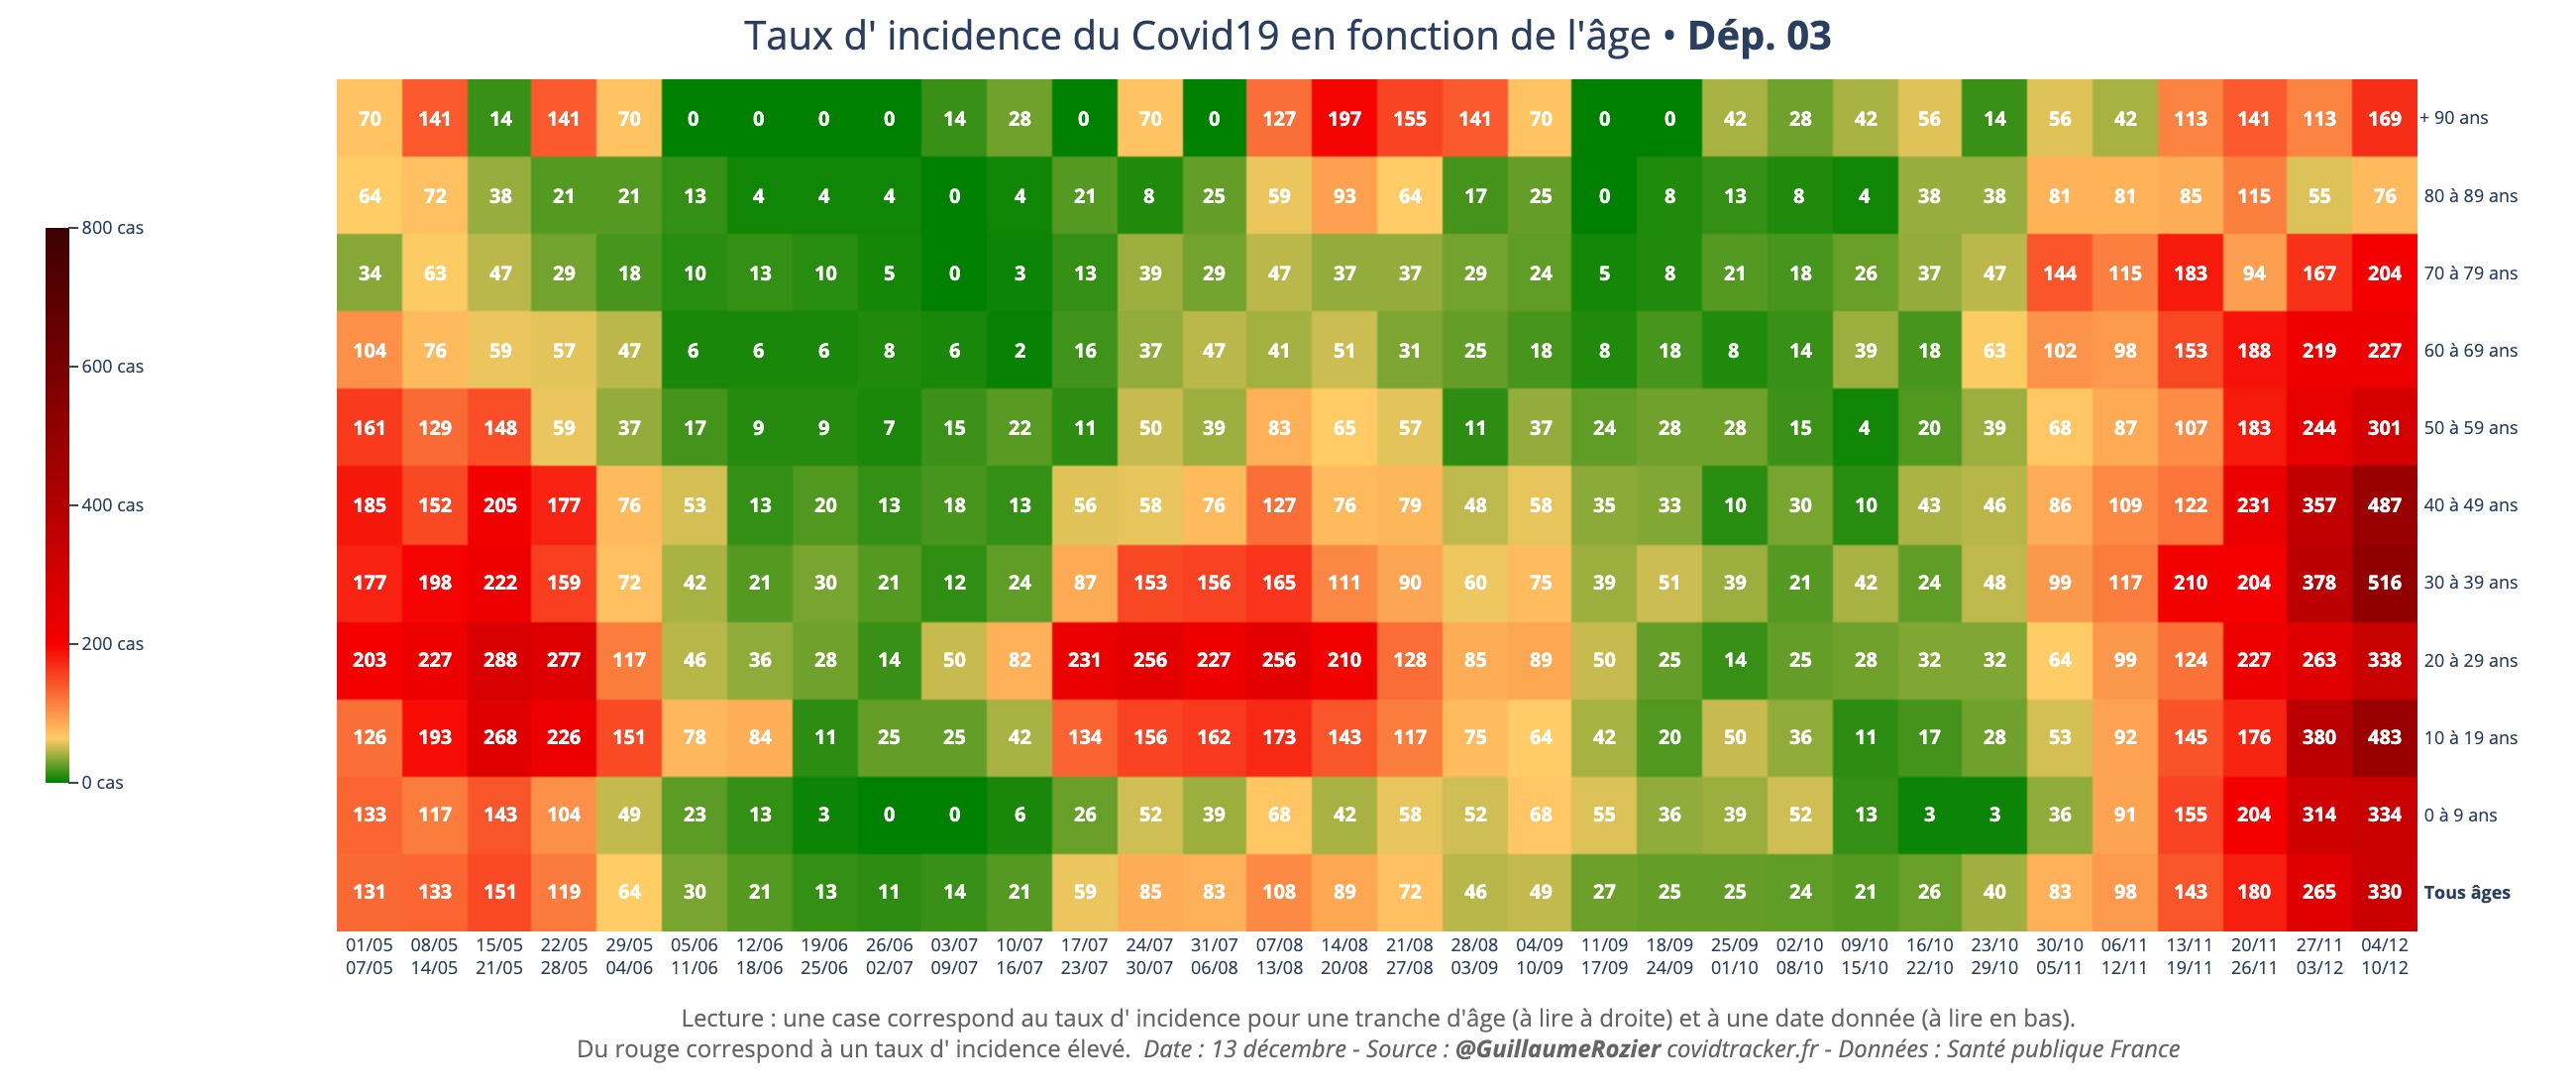 Taux d' incidence du Covid19 en fonction de l'âge • Dép. 03
800 cas
600 cas
400 cas
200 cas
0 cas
70 141 14 141 70 0 0 0 0 14 28 0 70 0 127 197 155 141 70 0 0 42 28 42 56 14 56 42 113 141 113 169 + 90 ans
64 72 38 21 21 13 4 4 4 0 4 21 8 25 59 93 64 17 25 0 8 13 8 4 38 38 81 81 85 115 55 76 80 à 89 ans
34 63 47 29 18 10 13 10 5 0 3 13 39 29 47 37 37 29 24 5 8 21 18 26 37 47 144 115 183 94 167 204 70 à 79 ans
104 76 59 57 47 6 6 6 8 6 2 16 37 47 41 51 31 25 18 8 18 8 14 39 18 63 102 98 153 188 219 227 60 à 69 ans
161 129 148 59 37 17 9 9 7 15 22 11 50 39 83 65 57 11 37 24 28 28 15 4 20 39 68 87 107 183 244 301 50 à 59 ans
185 152 205 177 76 53 13 20 13 18 13 56 58 76 127 76 79 48 58 35 33 10 30 10 43 46 86 109 122 231 357 487 40 à 49 ans
177 198 222 159 72 42 21 30 21 12 24 87 153 156 165 111 90 60 75 39 51 39 21 42 24 48 99 117 210 204 378 516 30 à 39 ans
203 227 288 277 117 46 36 28 14 50 82 231 256 227 256 210 128 85 89 50 25 14 25 28 32 32 64 99 124 227 263 338 20 à 29 ans
126 193 268 226 151 78 84 11 25 25 42 134 156 162 173 143 117 75 64 42 20 50 36 11 17 28 53 92 145 176 380 483 10 à 19 ans
133 117 143 104 49 23 13 3 0 0 6 26 52 39 68 42 58 52 68 55 36 39 52 13 3 3 36 91 155 204 314 334 0 à 9 ans
131 133 151 119 64 30 21 13 11 14 21 59 85 83 108 89 72 46 49 27 25 25 24 21 26 40 83 98 143 180 265 330 Tous âges
01/05 08/05 15/05 22/05 29/05 05/06 12/06 19/06 26/06 03/07 10/07 17/07 24/07 31/07 07/08 14/08 21/08 28/08 04/09 11/09 18/09 25/09 02/10 09/10 16/10 23/10 30/10 06/11 13/11 20/11 27/11 04/12
07/05 14/05 21/05 28/05 04/06 11/06 18/06 25/06 02/07 09/07 16/07 23/07 30/07 06/08 13/08 20/08 27/08 03/09 10/09 17/09 24/09 01/10 08/10 15/10 22/10 29/10 05/11 12/11 19/11 26/11 03/12 10/12
Lecture : une case correspond au taux d' incidence pour une tranche d'âge (à lire à droite) et à une date donnée (à lire en bas).
Du rouge correspond à un taux d' incidence élevé. Date : 13 décembre - Source : @GuillaumeRozier covidtracker.fr - Données : Santé publique France